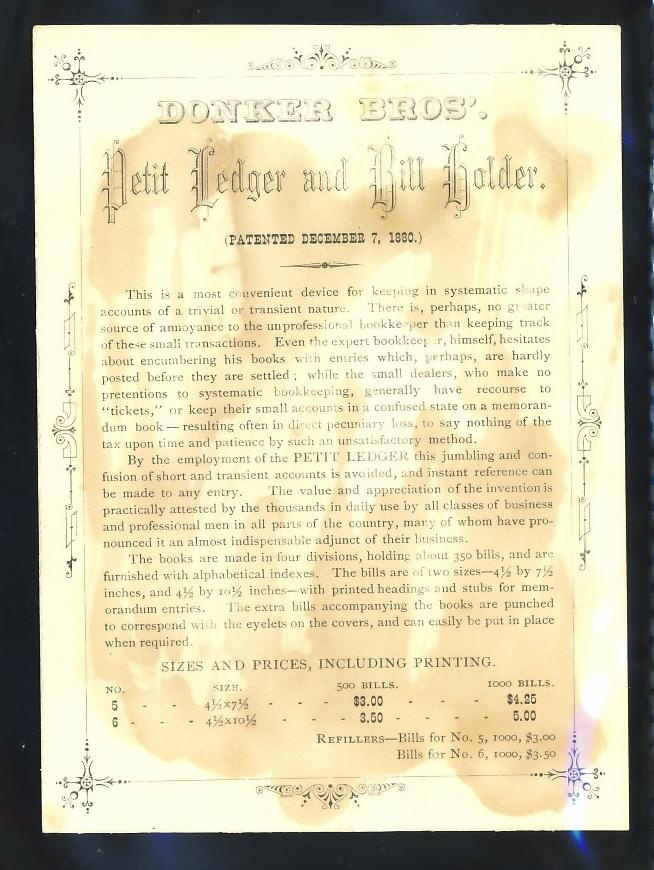 DONKER BROS'.
Petit Ledger and Bill Holder.
(PATENTED DECEMBER 7, 1880.)
This is a most convenient device for keeping in systematic shape
accounts of a trivial or transient nature. There is, perhaps, no greater
source of annoyance to the unprofessional bookkeeper than keeping track
of these small transactions. Even the expert bookkeeper, himself, hesitates
about encumbering his books with entries which, perhaps, are hardly
posted before they are settled; while the small dealers, who make no
pretentions to systematic bookkeeping, generally have recourse to
"tickets," or keep their small accounts in a confused state on a memoran-
dum book—resulting often in direct pecuniary loss, to say nothing of the
tax upon time and patience by such an unsatisfactory method.
By the employment of the PETIT LEDGER this jumbling and con-
fusion of short and transient accounts is avoided, and instant reference can
be made to any entry. The value and appreciation of the invention is
practically attested by the thousands in daily use by all classes of business
and professional men in all parts of the country, many of whom have pro-
nounced it an almost indispensable adjunct of their business.
The books are made in four divisions, holding about 350 bills, and are
furnished with alphabetical indexes. The bills are of two sizes—4½ by 7½
inches, and 4½ by 10½ inches—with printed headings and stubs for mem-
orandum entries. The extra bills accompanying the books are punched
to correspond with the eyelets on the covers, and can easily be put in place
when required.
SIZES AND PRICES, INCLUDING PRINTING.
NO. SIZE. 500 BILLS. 1000 BILLS.
5 - - 4½x7½ - - - $3.00 - - - $4.25
6 - - 4½x10½ - - - 3.50 - - - - 5.00
REFILLERS—Bills for No. 5, 1000, $3.00
Bills for No. 6, 1000, $3.50